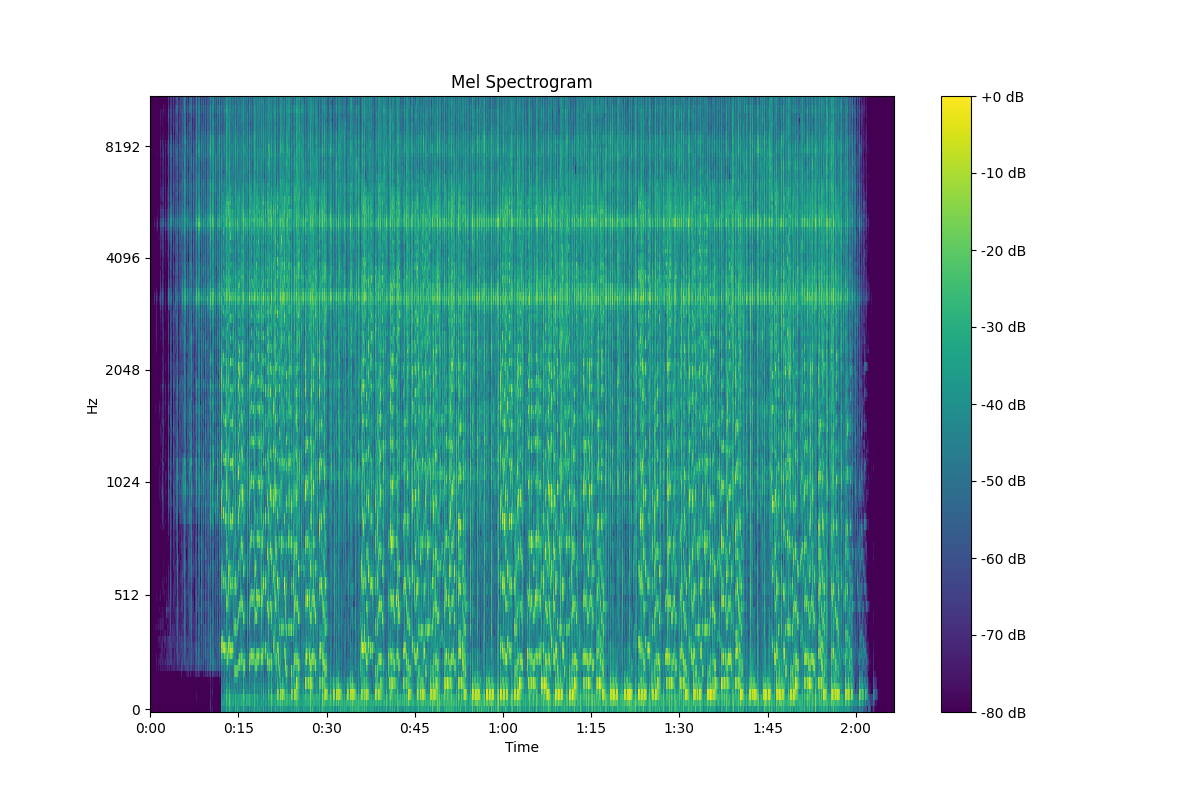 Mel Spectrogram
Hz
8192
4096
2048
1024
512
0
0:00 0:15 0:30 0:45 1:00 1:15 1:30 1:45 2:00
Time
+0 dB
-10 dB
-20 dB
-30 dB
-40 dB
-50 dB
-60 dB
-70 dB
-80 dB